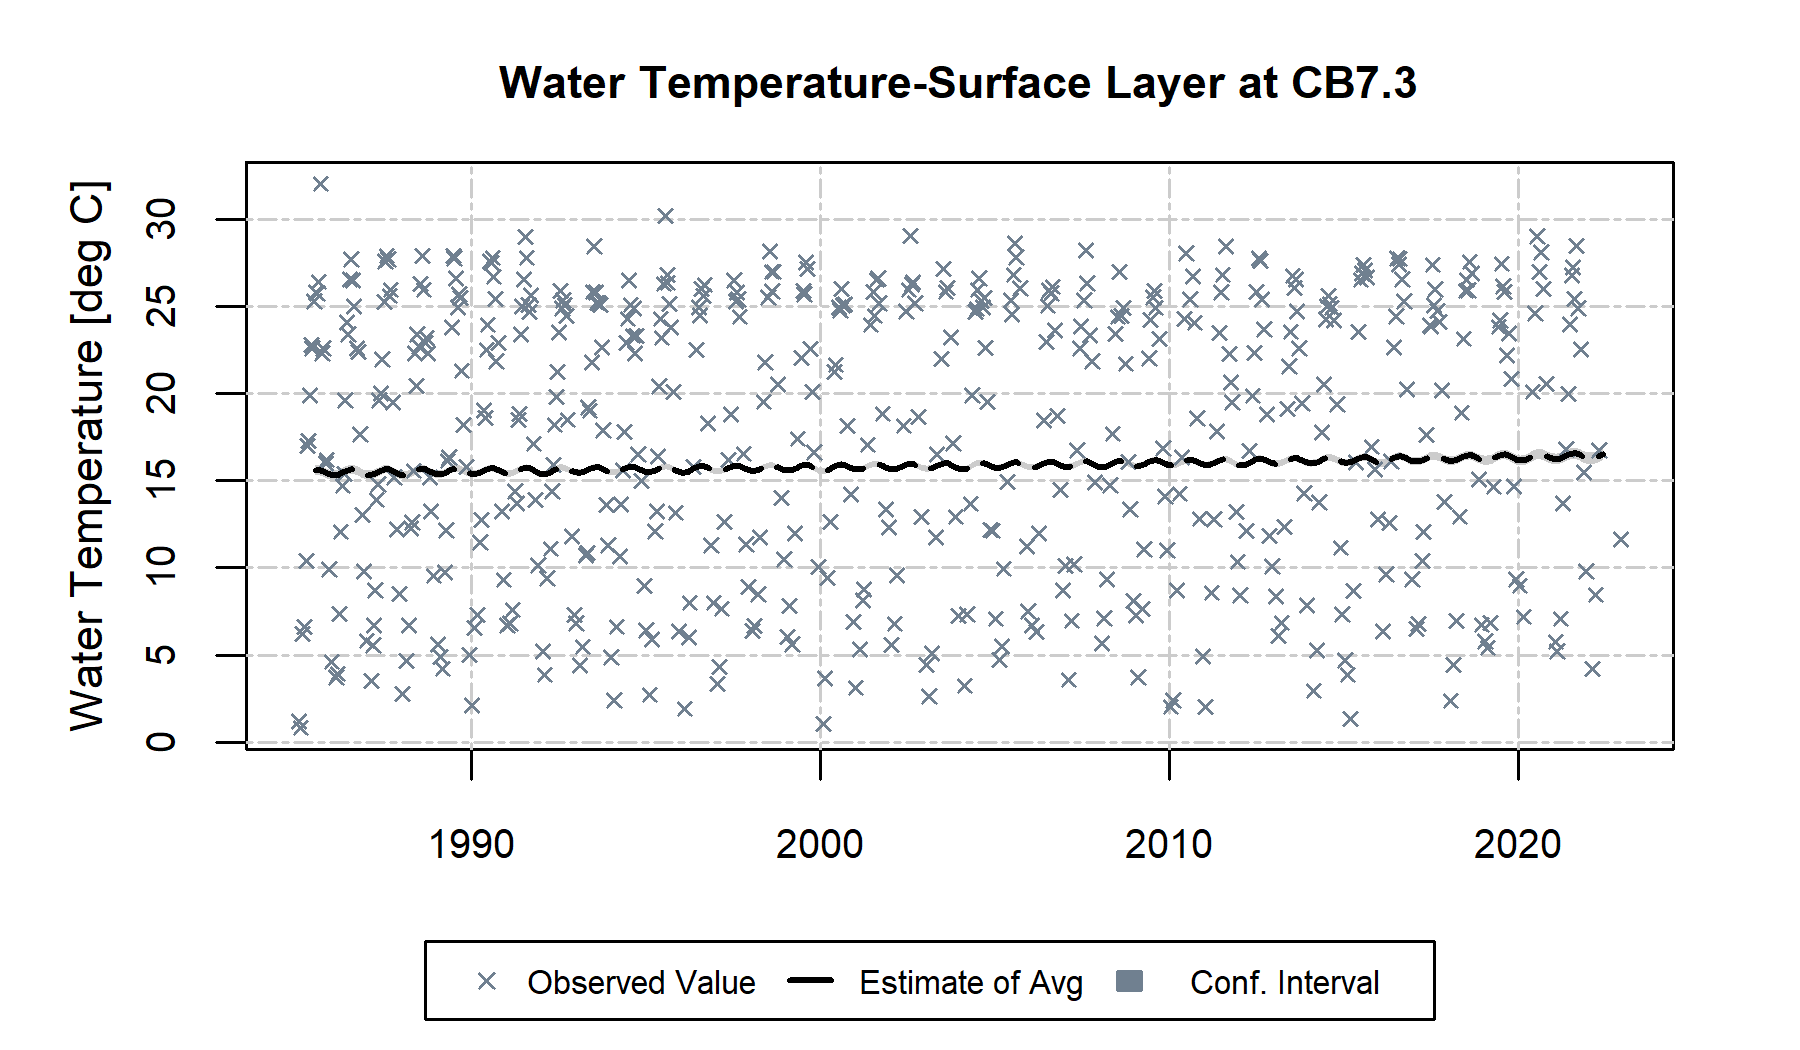 Water Temperature-Surface Layer at CB7.3
Water Temperature [deg C]
30
25
20
15
10
5
0
1990 2000 2010 2020
Observed Value Estimate of Avg Conf. Interval